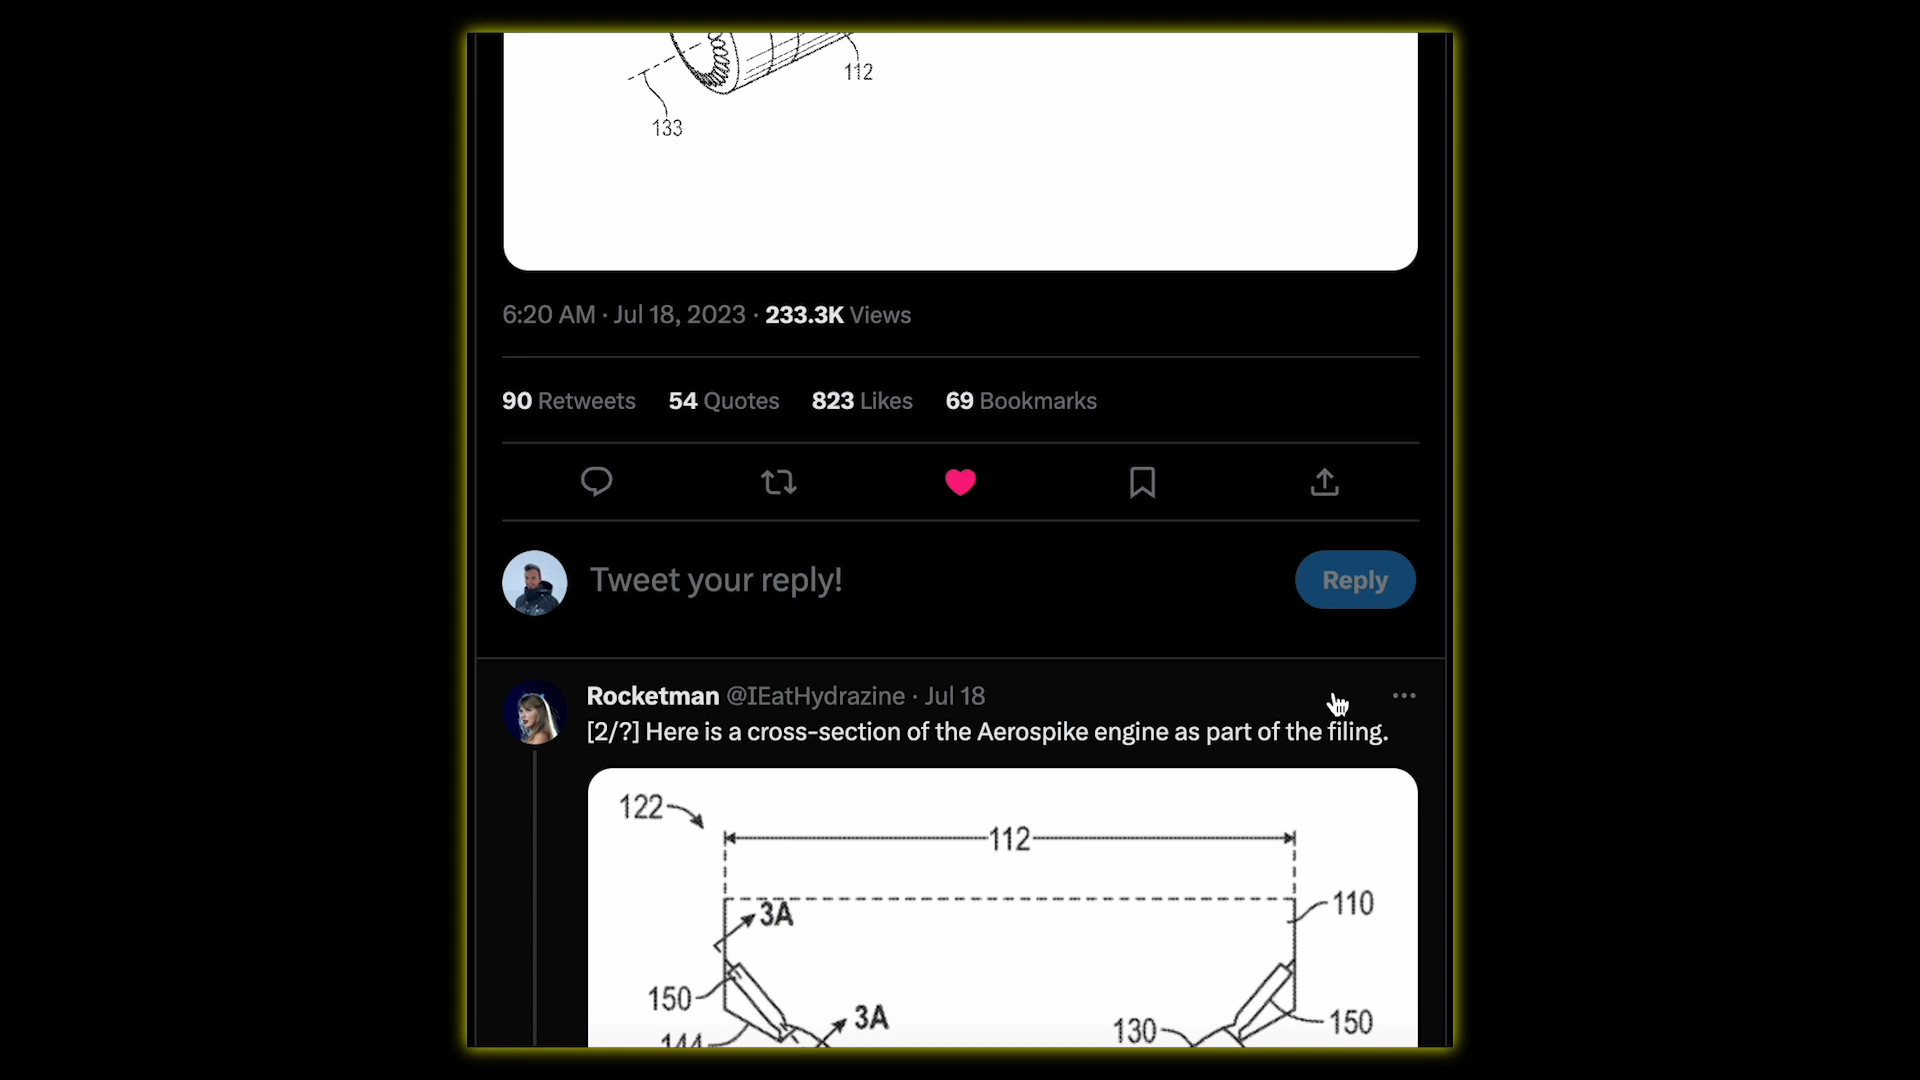 112
133
6:20 AM · Jul 18, 2023 · 233.3K Views
90 Retweets 54 Quotes 823 Likes 69 Bookmarks
Tweet your reply!
Reply
Rocketman @IEatHydrazine · Jul 18
[2/?] Here is a cross-section of the Aerospike engine as part of the filing.
122
112
110
3A
150
3A
130
150
144